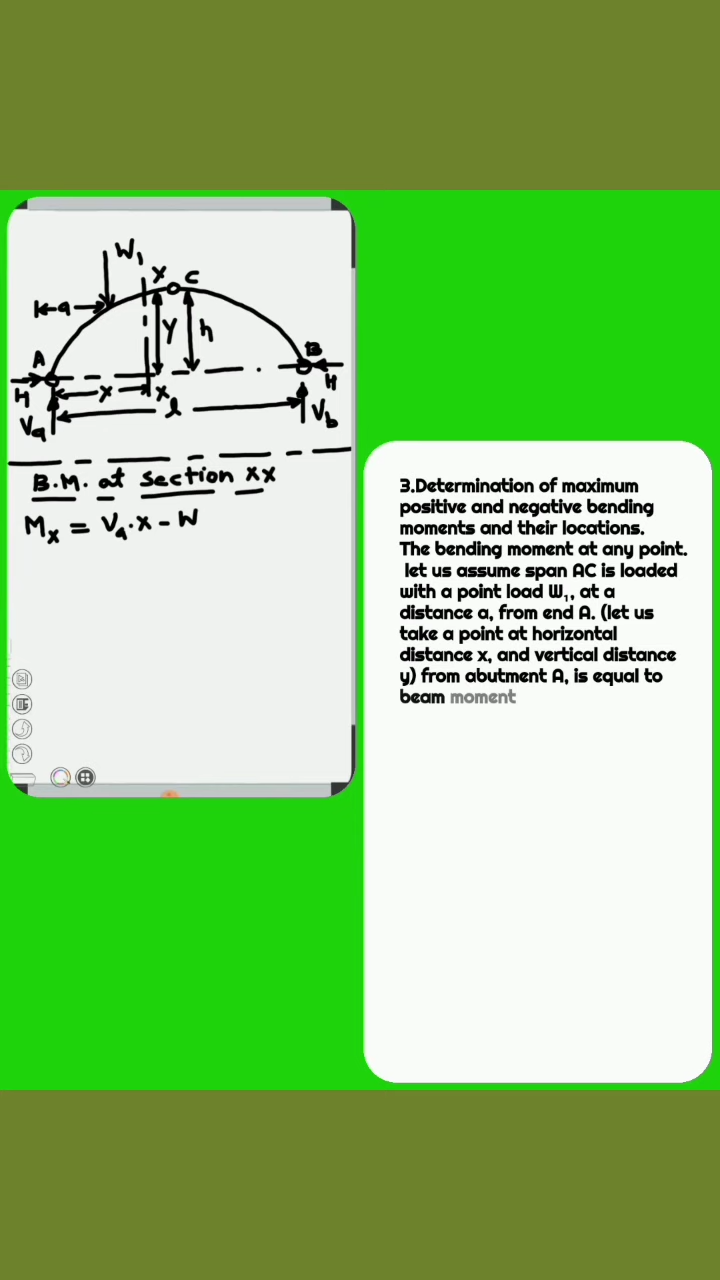 W₁
x C
a
y h
A B
H x x H
l
Va Vb
B.M. at section xx
Mx = Va·x - W
3.Determination of maximum
positive and negative bending
moments and their locations.
The bending moment at any point.
let us assume span AC is loaded
with a point load W₁, at a
distance a, from end A. (let us
take a point at horizontal
distance x, and vertical distance
y) from abutment A, is equal to
beam moment